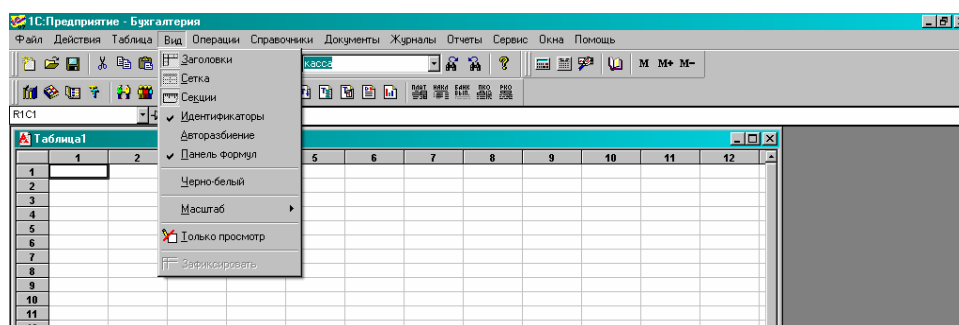 1С:Предприятие - Бухгалтерия
Файл Действия Таблица Вид Операции Справочники Документы Журналы Отчеты Сервис Окна Помощь
касса
M M+ M-
R1C1
Таблица1
1 2 5 6 7 8 9 10 11 12
Заголовки
Сетка
Секции
Идентификаторы
Авторазбиение
Панель формул
Черно-белый
Масштаб
Только просмотр
Зафиксировать
1
2
3
4
5
6
7
8
9
10
11